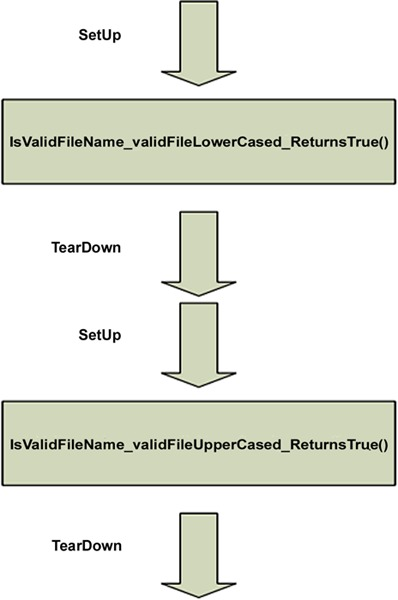 SetUp
IsValidFileName_validFileLowerCased_ReturnsTrue()
TearDown
SetUp
IsValidFileName_validFileUpperCased_ReturnsTrue()
TearDown